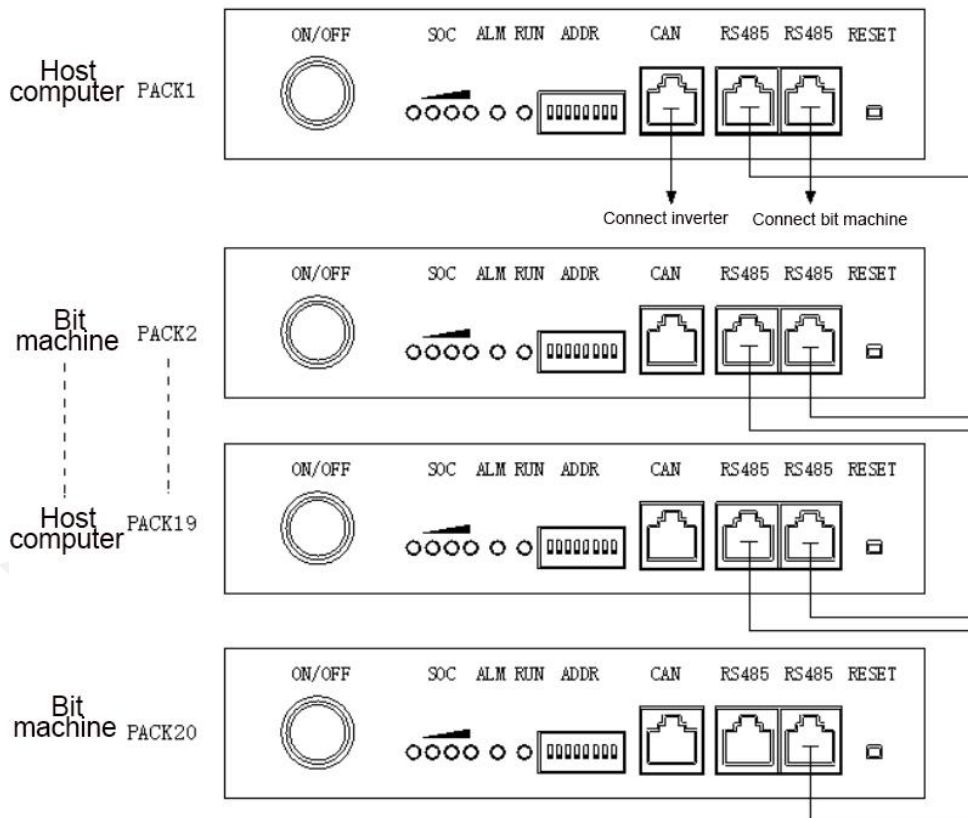 ON/OFF SOC ALM RUN ADDR CAN RS485 RS485 RESET
Host
computer PACK1
Connect inverter Connect bit machine
ON/OFF SOC ALM RUN ADDR CAN RS485 RS485 RESET
Bit
machine PACK2
ON/OFF SOC ALM RUN ADDR CAN RS485 RS485 RESET
Host
computer PACK19
ON/OFF SOC ALM RUN ADDR CAN RS485 RS485 RESET
Bit
machine PACK20